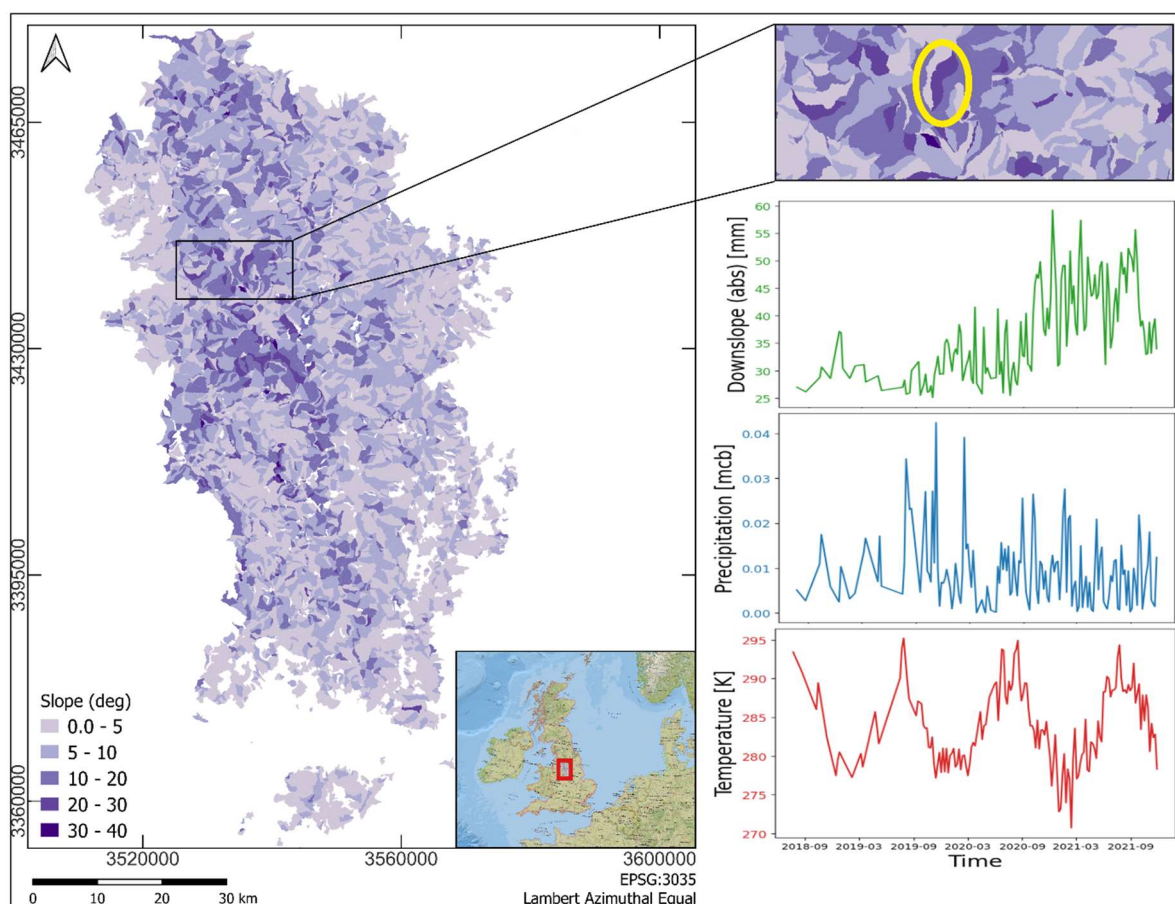 3465000
3430000
3395000
3360000
Slope (deg)
0.0 - 5
5 - 10
10 - 20
20 - 30
30 - 40
3520000
3560000
3600000
EPSG:3035
0
10
20
30 km
Lambert Azimuthal Equal
Downslope (abs) [mm]
60
55
50
45
40
35
30
25
Precipitation [mcb]
0.04
0.03
0.02
0.01
0.00
Temperature [K]
295
290
285
280
275
270
2018-09
2019-03
2019-09
2020-03
2020-09
2021-03
2021-09
Time